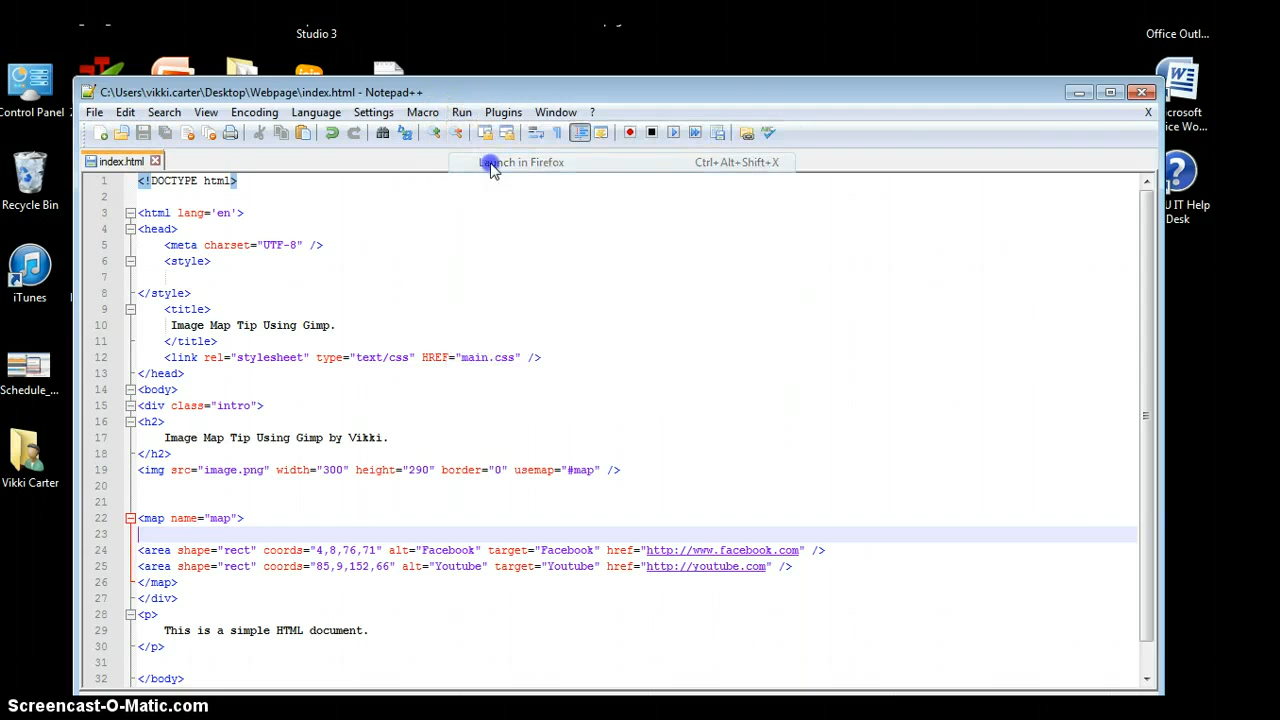 Studio 3
Office Outl...
Control Panel
C:\Users\vikki.carter\Desktop\Webpage\index.html - Notepad++
File Edit Search View Encoding Language Settings Macro Run Plugins Window ? X
index.html
Launch in Firefox Ctrl+Alt+Shift+X
1 <!DOCTYPE html>
2
3 <html lang='en'>
4 <head>
5 <meta charset="UTF-8" />
6 <style>
7
8 </style>
9 <title>
10 Image Map Tip Using Gimp.
11 </title>
12 <link rel="stylesheet" type="text/css" HREF="main.css" />
13 </head>
14 <body>
15 <div class="intro">
16 <h2>
17 Image Map Tip Using Gimp by Vikki.
18 </h2>
19 <img src="image.png" width="300" height="290" border="0" usemap="#map" />
20
21
22 <map name="map">
23
24 <area shape="rect" coords="4,8,76,71" alt="Facebook" target="Facebook" href="http://www.facebook.com" />
25 <area shape="rect" coords="85,9,152,66" alt="Youtube" target="Youtube" href="http://youtube.com" />
26 </map>
27 </div>
28 <p>
29 This is a simple HTML document.
30 </p>
31
32 </body>
Recycle Bin
iTunes
Schedule_...
Vikki Carter
icrosoft
ice Wo...
U IT Help
Desk
Screencast-O-Matic.com